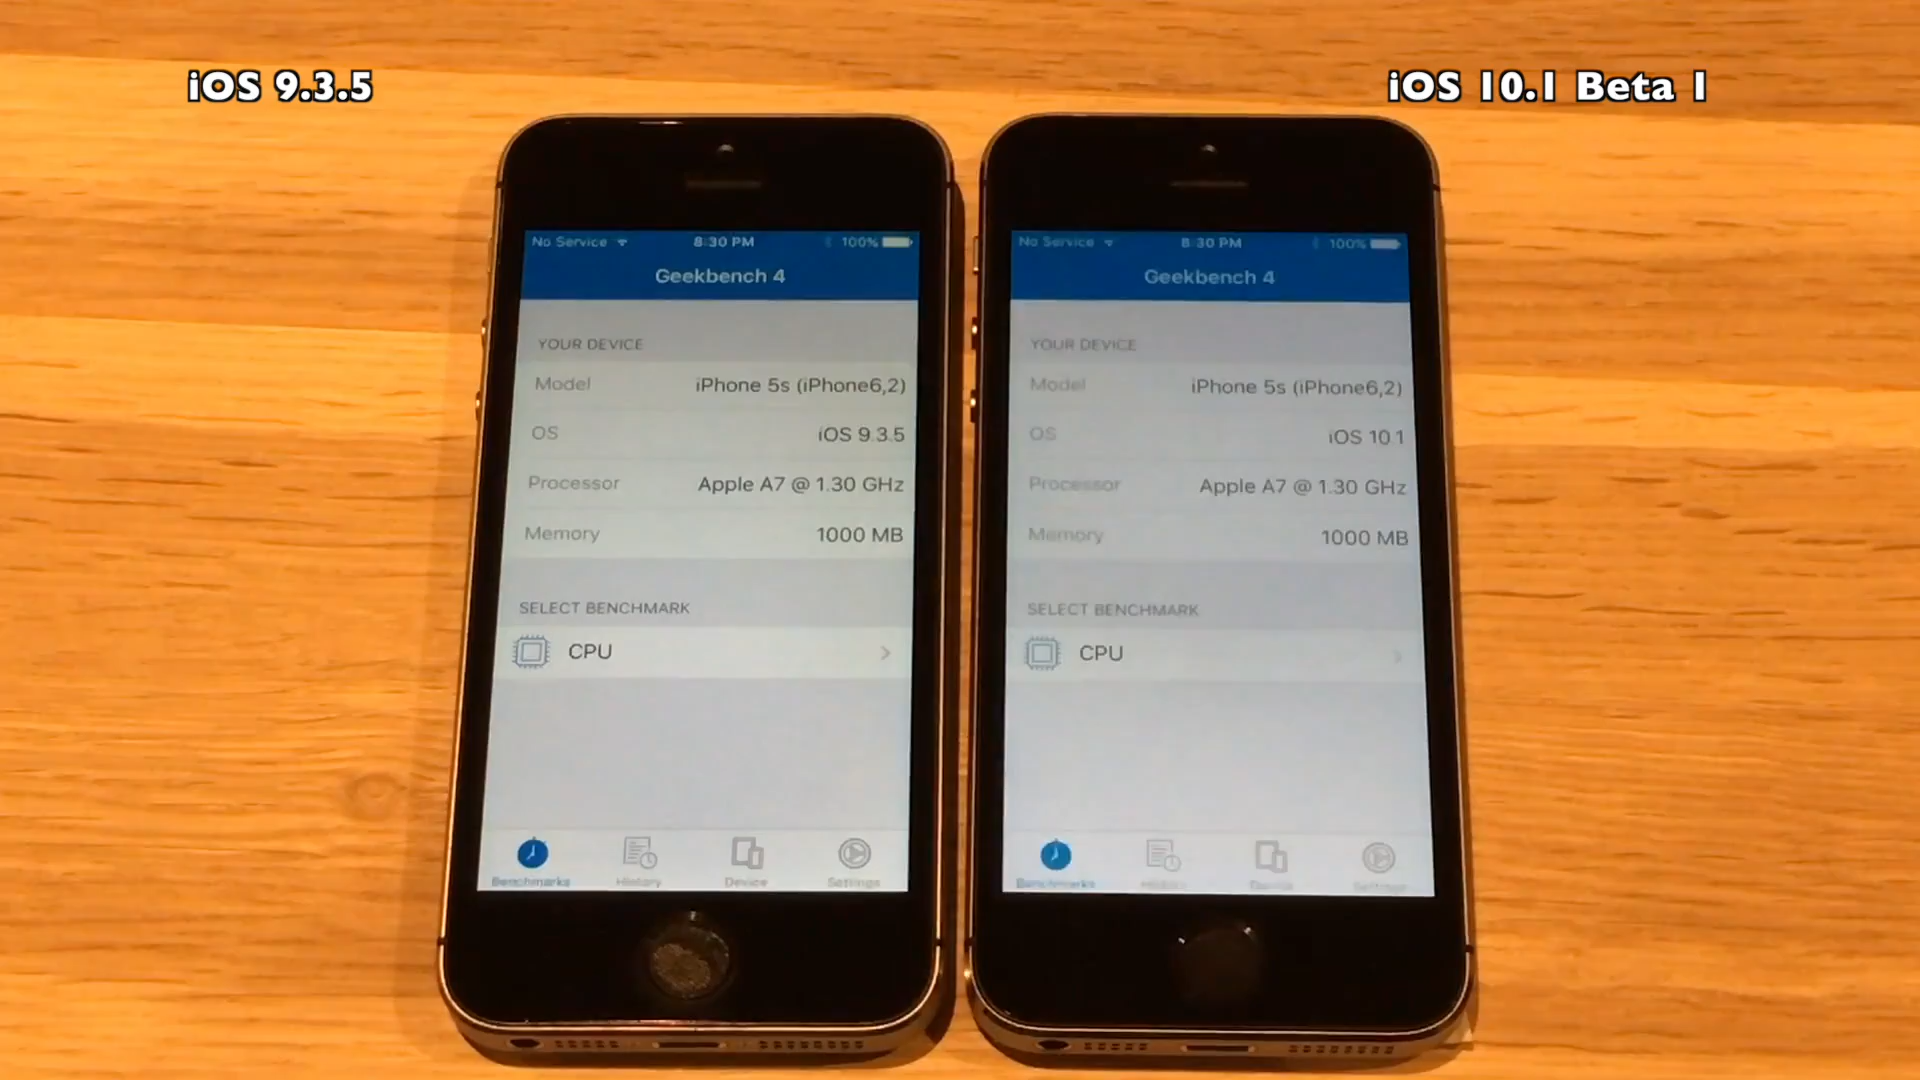 iOS 9.3.5
iOS 10.1 Beta 1
No Service 8:30 PM 100%
Geekbench 4
YOUR DEVICE
Model iPhone 5s (iPhone6,2)
OS iOS 9.3.5
Processor Apple A7 @ 1.30 GHz
Memory 1000 MB
SELECT BENCHMARK
CPU
Benchmarks History Device Settings
No Service 8:30 PM 100%
Geekbench 4
YOUR DEVICE
Model iPhone 5s (iPhone6,2)
OS iOS 10.1
Processor Apple A7 @ 1.30 GHz
Memory 1000 MB
SELECT BENCHMARK
CPU
Benchmarks History Device Settings